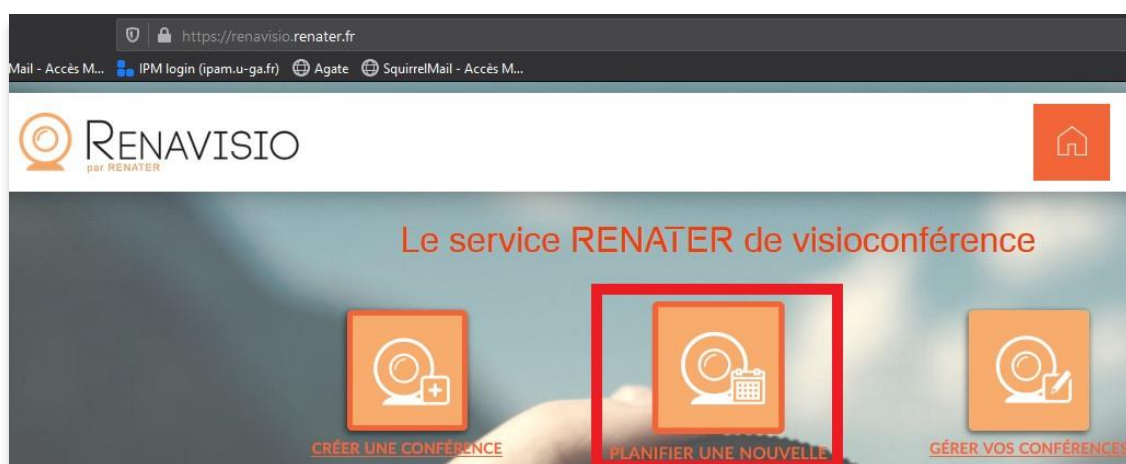 https://renavisio.renater.fr
Mail - Accès M... IPM login (ipam.u-ga.fr) Agate SquirrelMail - Accès M...
RENAVISIO
par RENATER
Le service RENATER de visioconférence
CRÉER UNE CONFÉRENCE
PLANIFIER UNE NOUVELLE
GÉRER VOS CONFÉRENCES